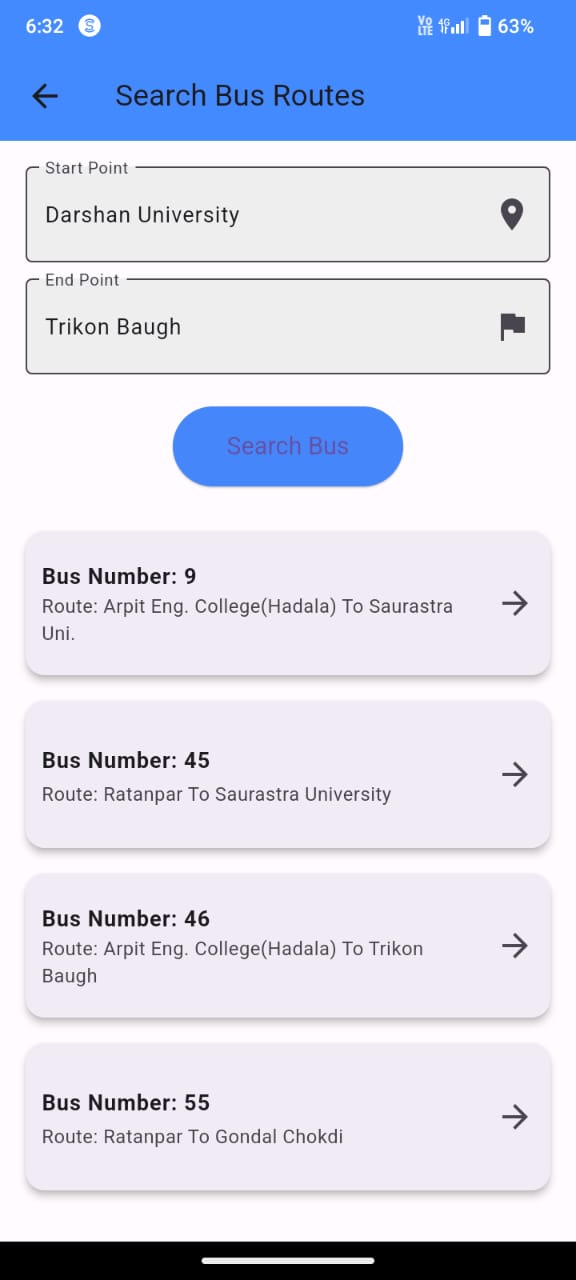 6:32 S Vo LTE 4G 63%
Search Bus Routes
Start Point
Darshan University
End Point
Trikon Baugh
Search Bus
Bus Number: 9
Route: Arpit Eng. College(Hadala) To Saurastra
Uni.
Bus Number: 45
Route: Ratanpar To Saurastra University
Bus Number: 46
Route: Arpit Eng. College(Hadala) To Trikon
Baugh
Bus Number: 55
Route: Ratanpar To Gondal Chokdi